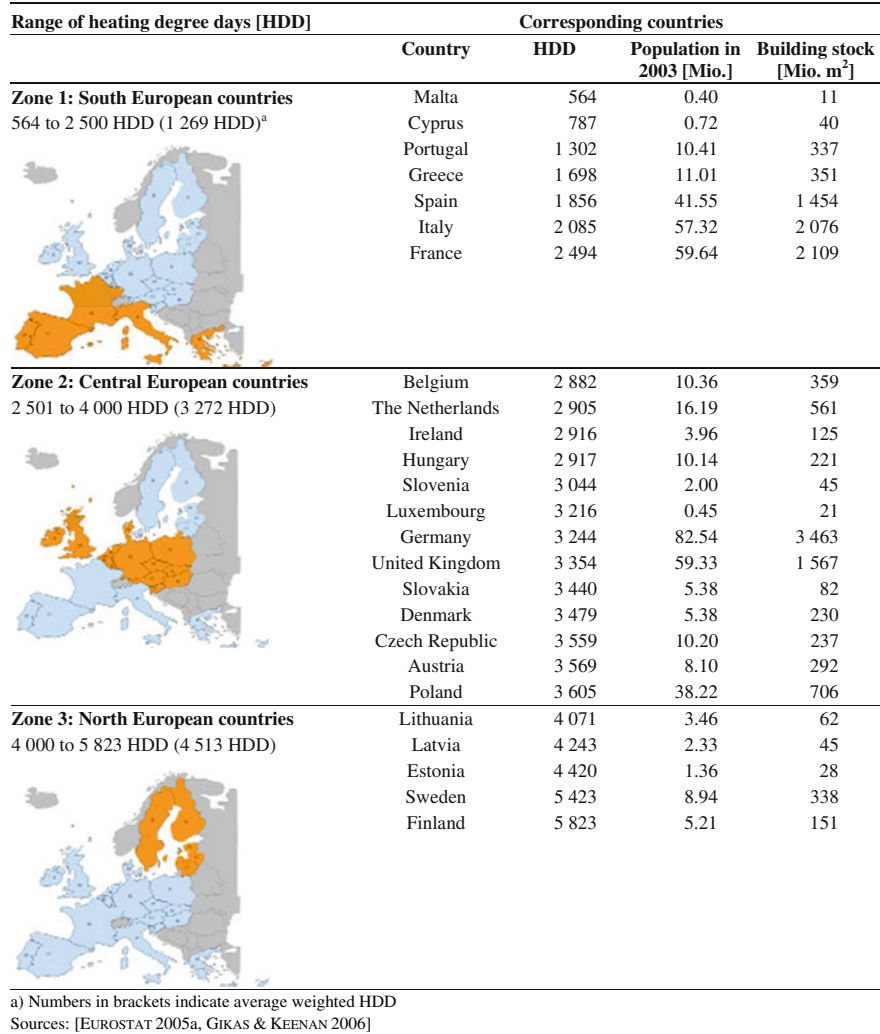 Range of heating degree days [HDD] Corresponding countries
Country HDD Population in 2003 [Mio.] Building stock [Mio. m²]
Zone 1: South European countries
564 to 2 500 HDD (1 269 HDD)ᵃ
Malta 564 0.40 11
Cyprus 787 0.72 40
Portugal 1 302 10.41 337
Greece 1 698 11.01 351
Spain 1 856 41.55 1 454
Italy 2 085 57.32 2 076
France 2 494 59.64 2 109
Zone 2: Central European countries
2 501 to 4 000 HDD (3 272 HDD)
Belgium 2 882 10.36 359
The Netherlands 2 905 16.19 561
Ireland 2 916 3.96 125
Hungary 2 917 10.14 221
Slovenia 3 044 2.00 45
Luxembourg 3 216 0.45 21
Germany 3 244 82.54 3 463
United Kingdom 3 354 59.33 1 567
Slovakia 3 440 5.38 82
Denmark 3 479 5.38 230
Czech Republic 3 559 10.20 237
Austria 3 569 8.10 292
Poland 3 605 38.22 706
Zone 3: North European countries
4 000 to 5 823 HDD (4 513 HDD)
Lithuania 4 071 3.46 62
Latvia 4 243 2.33 45
Estonia 4 420 1.36 28
Sweden 5 423 8.94 338
Finland 5 823 5.21 151
a) Numbers in brackets indicate average weighted HDD
Sources: [EUROSTAT 2005a, GIKAS & KEENAN 2006]